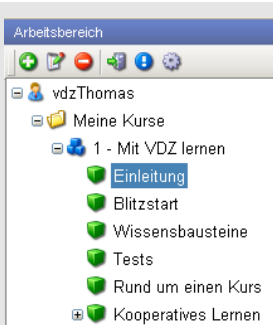 Arbeitsbereich
vdzThomas
Meine Kurse
1 - Mit VDZ lernen
Einleitung
Blitzstart
Wissensbausteine
Tests
Rund um einen Kurs
Kooperatives Lernen